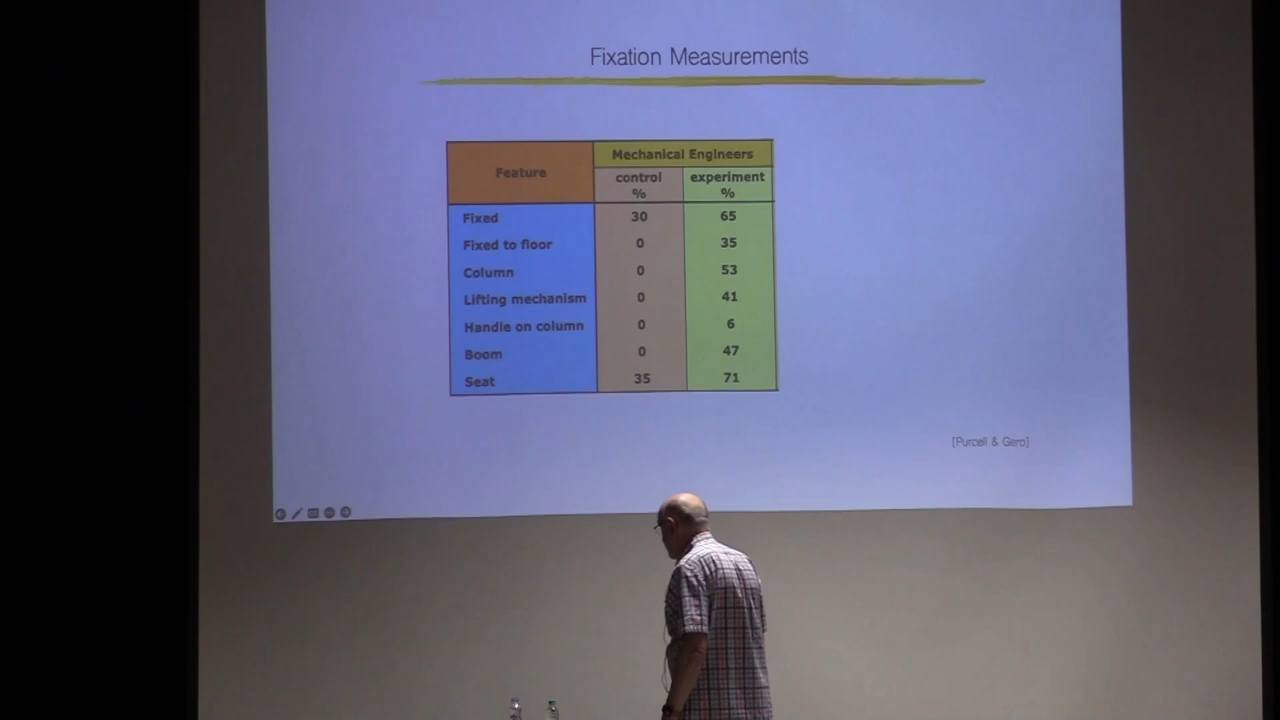 Fixation Measurements
Feature
Mechanical Engineers
control
%
experiment
%
Fixed 30 65
Fixed to floor 0 35
Column 0 53
Lifting mechanism 0 41
Handle on column 0 6
Boom 0 47
Seat 35 71
[Purcell & Gero]